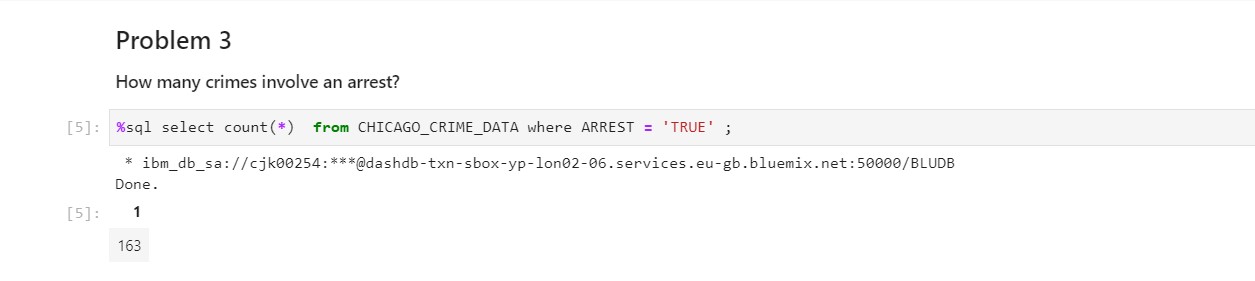 Problem 3
How many crimes involve an arrest?
[5]: %sql select count(*)  from CHICAGO_CRIME_DATA where ARREST = 'TRUE' ;
* ibm_db_sa://cjk00254:***@dashdb-txn-sbox-yp-lon02-06.services.eu-gb.bluemix.net:50000/BLUDB
Done.
[5]: 1
163